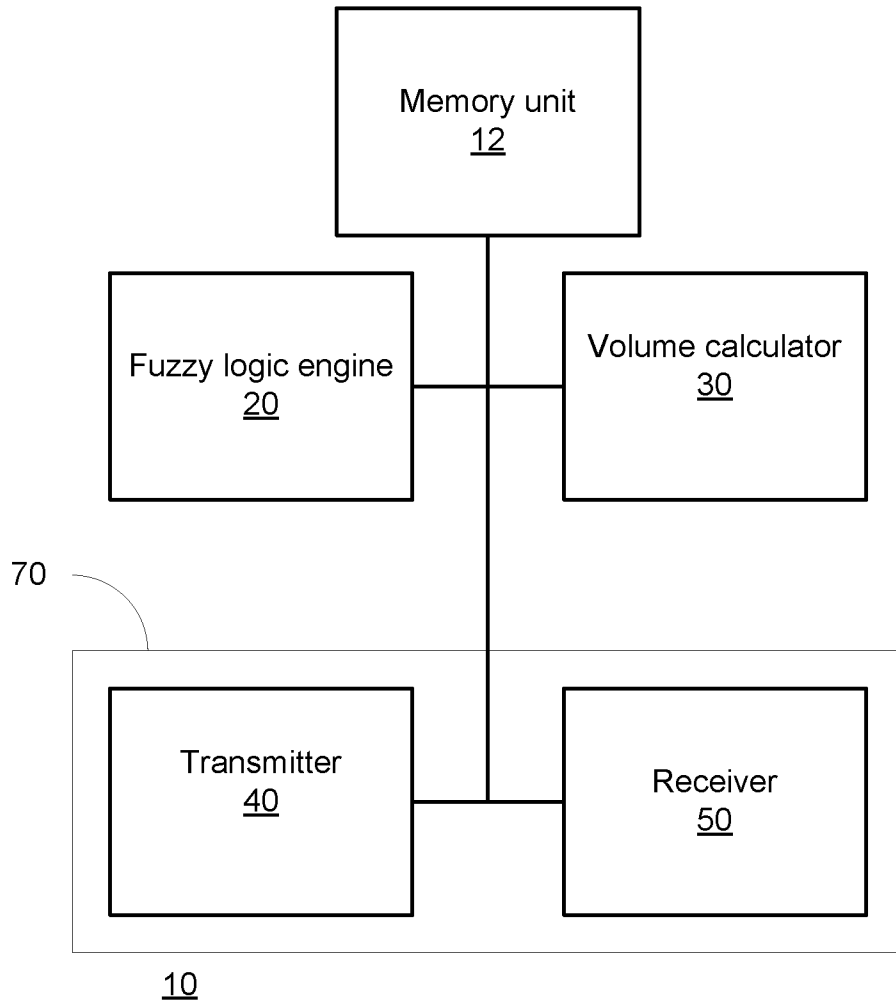 Memory unit
12
Fuzzy logic engine
20
Volume calculator
30
70
Transmitter
40
Receiver
50
10